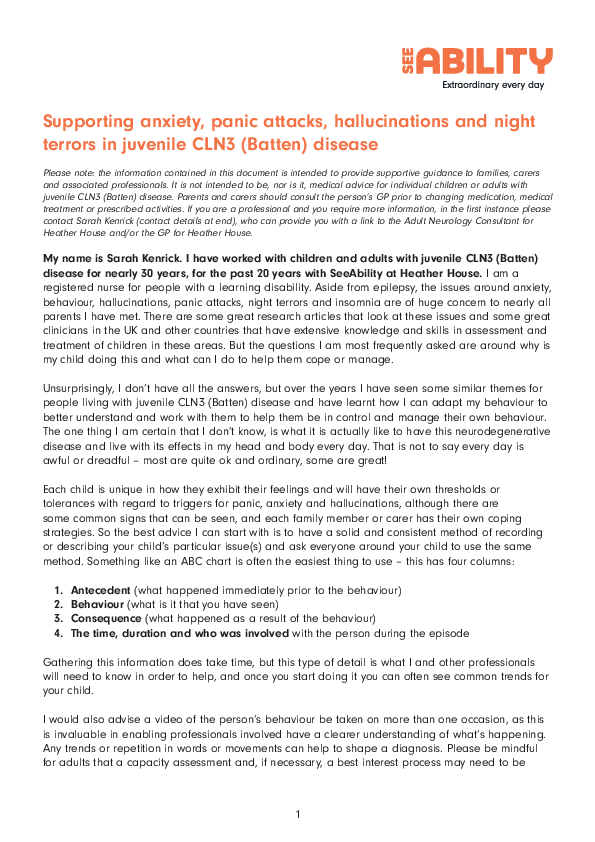 SEE ABILITY
Extraordinary every day
Supporting anxiety, panic attacks, hallucinations and night
terrors in juvenile CLN3 (Batten) disease
Please note: the information contained in this document is intended to provide supportive guidance to families, carers
and associated professionals. It is not intended to be, nor is it, medical advice for individual children or adults with
juvenile CLN3 (Batten) disease. Parents and carers should consult the person's GP prior to changing medication, medical
treatment or prescribed activities. If you are a professional and you require more information, in the first instance please
contact Sarah Kenrick (contact details at end), who can provide you with a link to the Adult Neurology Consultant for
Heather House and/or the GP for Heather House.
My name is Sarah Kenrick. I have worked with children and adults with juvenile CLN3 (Batten)
disease for nearly 30 years, for the past 20 years with SeeAbility at Heather House. I am a
registered nurse for people with a learning disability. Aside from epilepsy, the issues around anxiety,
behaviour, hallucinations, panic attacks, night terrors and insomnia are of huge concern to nearly all
parents I have met. There are some great research articles that look at these issues and some great
clinicians in the UK and other countries that have extensive knowledge and skills in assessment and
treatment of children in these areas. But the questions I am most frequently asked are around why is
my child doing this and what can I do to help them cope or manage.
Unsurprisingly, I don't have all the answers, but over the years I have seen some similar themes for
people living with juvenile CLN3 (Batten) disease and have learnt how I can adapt my behaviour to
better understand and work with them to help them be in control and manage their own behaviour.
The one thing I am certain that I don't know, is what it is actually like to have this neurodegenerative
disease and live with its effects in my head and body every day. That is not to say every day is
awful or dreadful – most are quite ok and ordinary, some are great!
Each child is unique in how they exhibit their feelings and will have their own thresholds or
tolerances with regard to triggers for panic, anxiety and hallucinations, although there are
some common signs that can be seen, and each family member or carer has their own coping
strategies. So the best advice I can start with is to have a solid and consistent method of recording
or describing your child's particular issue(s) and ask everyone around your child to use the same
method. Something like an ABC chart is often the easiest thing to use – this has four columns:
1. Antecedent (what happened immediately prior to the behaviour)
2. Behaviour (what is it that you have seen)
3. Consequence (what happened as a result of the behaviour)
4. The time, duration and who was involved with the person during the episode
Gathering this information does take time, but this type of detail is what I and other professionals
will need to know in order to help, and once you start doing it you can often see common trends for
your child.
I would also advise a video of the person's behaviour be taken on more than one occasion, as this
is invaluable in enabling professionals involved have a clearer understanding of what's happening.
Any trends or repetition in words or movements can help to shape a diagnosis. Please be mindful
for adults that a capacity assessment and, if necessary, a best interest process may need to be
1